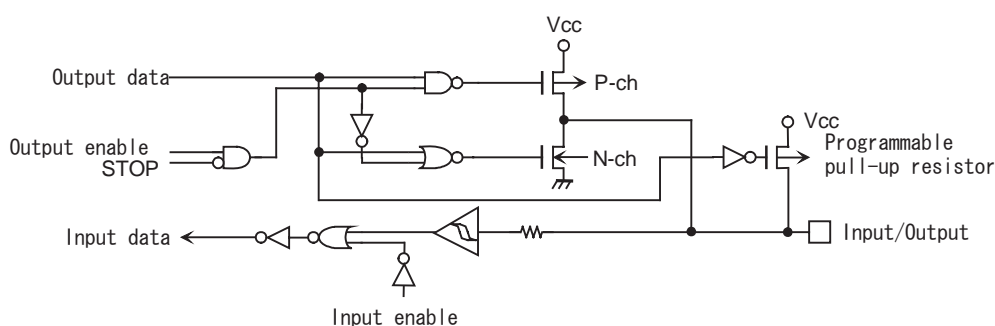 Vcc
Output data
P-ch
Vcc
Programmable
pull-up resistor
Output enable
STOP
N-ch
Input data
Input/Output
Input enable